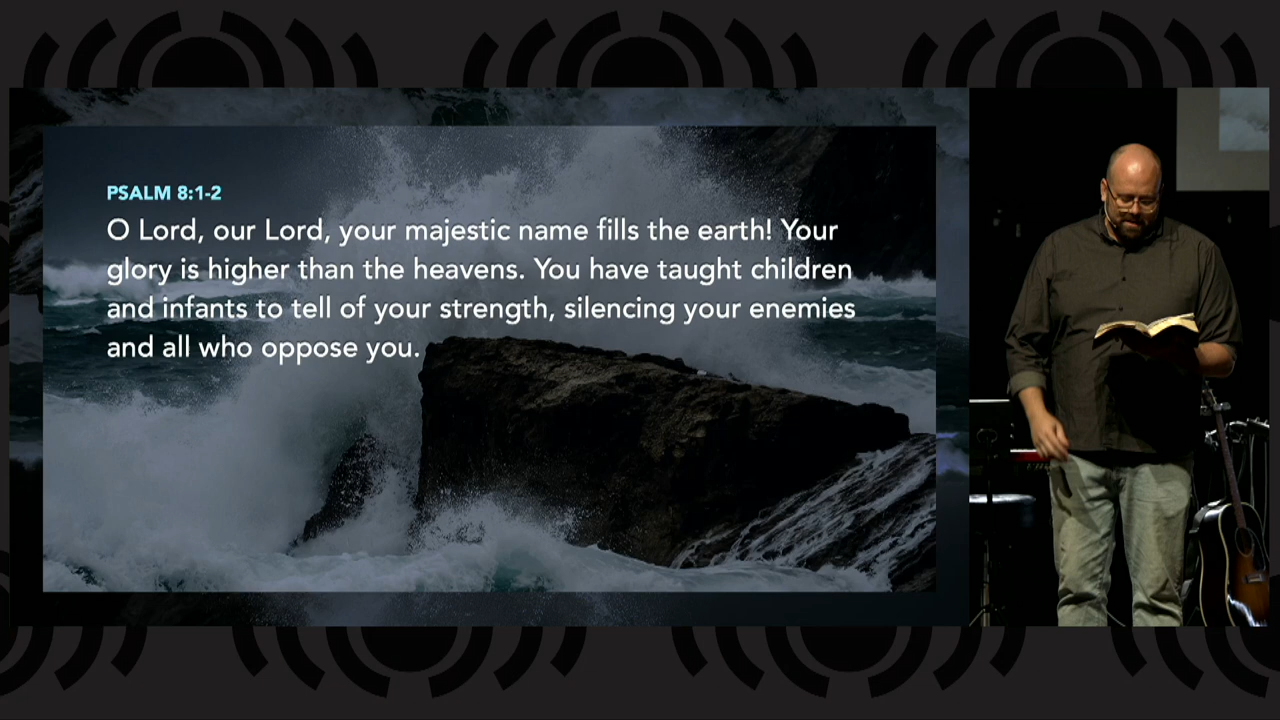 PSALM 8:1-2
O Lord, our Lord, your majestic name fills the earth! Your
glory is higher than the heavens. You have taught children
and infants to tell of your strength, silencing your enemies
and all who oppose you.